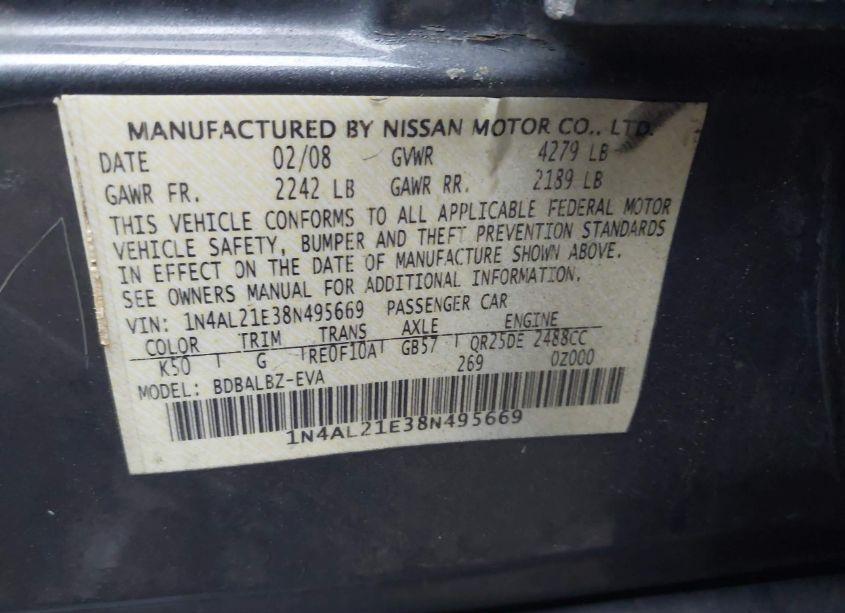 MANUFACTURED BY NISSAN MOTOR CO., LTD.
DATE 02/08 GVWR 4279 LB
GAWR FR. 2242 LB GAWR RR. 2189 LB
THIS VEHICLE CONFORMS TO ALL APPLICABLE FEDERAL MOTOR
VEHICLE SAFETY, BUMPER AND THEFT PREVENTION STANDARDS
IN EFFECT ON THE DATE OF MANUFACTURE SHOWN ABOVE.
SEE OWNERS MANUAL FOR ADDITIONAL INFORMATION.
VIN: 1N4AL21E38N495669 PASSENGER CAR
COLOR TRIM TRANS AXLE ENGINE
K50 G RE0F10A GB57 QR25DE 2488CC
MODEL: BDBALBZ-EVA 269 0Z000
1N4AL21E38N495669